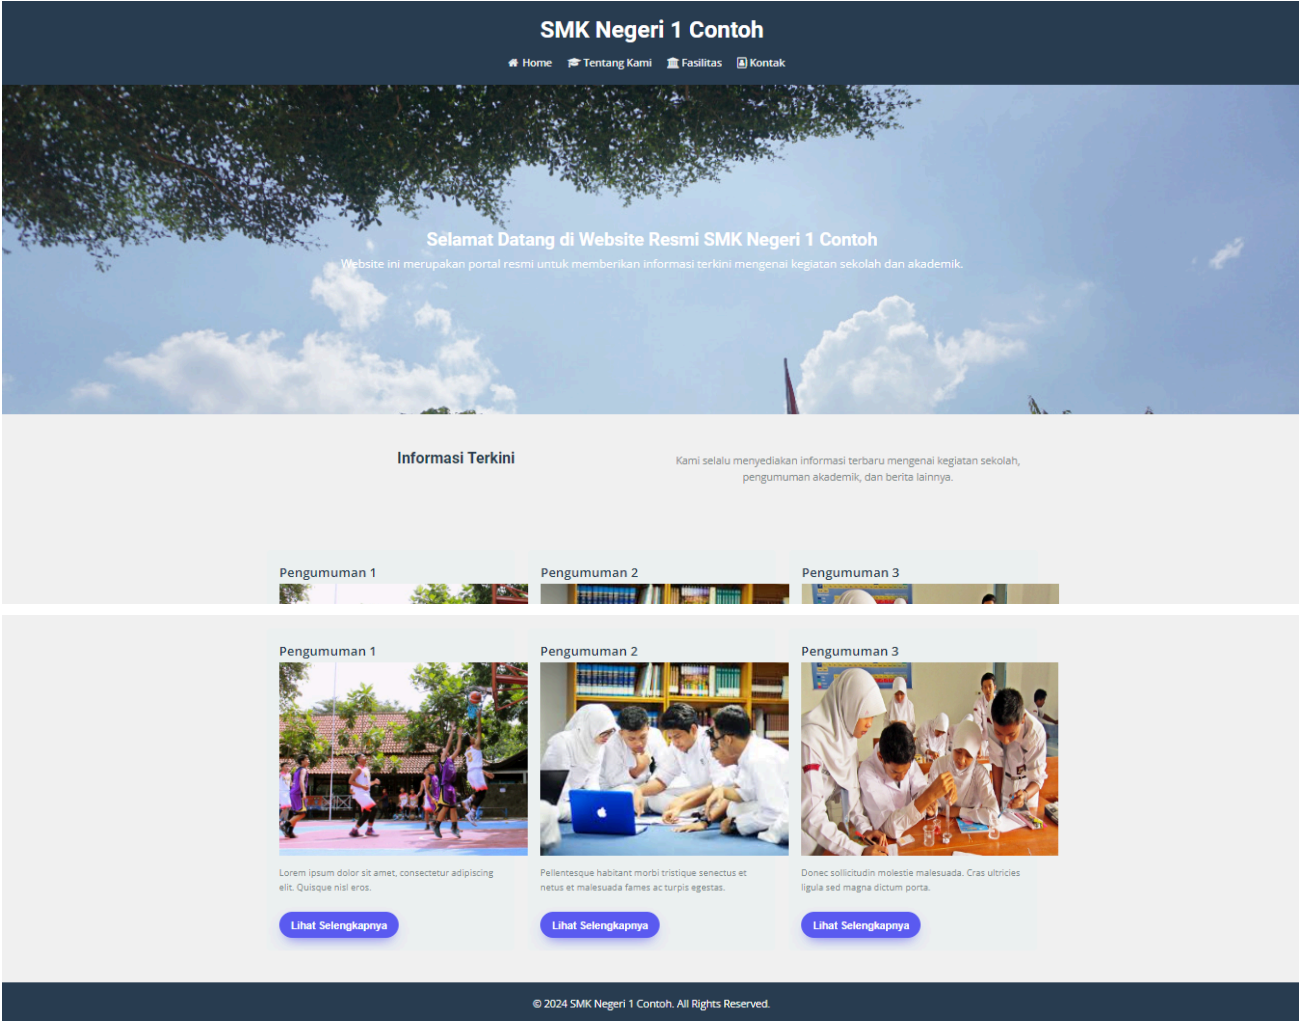 SMK Negeri 1 Contoh
Home Tentang Kami Fasilitas Kontak
Selamat Datang di Website Resmi SMK Negeri 1 Contoh
Website ini merupakan portal resmi untuk memberikan informasi terkini mengenai kegiatan sekolah dan akademik.
Informasi Terkini
Kami selalu menyediakan informasi terbaru mengenai kegiatan sekolah,
pengumuman akademik, dan berita lainnya.
Pengumuman 1
Pengumuman 2
Pengumuman 3
Pengumuman 1
Lorem ipsum dolor sit amet, consectetur adipiscing
elit. Quisque nisl eros.
Lihat Selengkapnya
Pengumuman 2
Pellentesque habitant morbi tristique senectus et
netus et malesuada fames ac turpis egestas.
Lihat Selengkapnya
Pengumuman 3
Donec sollicitudin molestie malesuada. Cras ultricies
ligula sed magna dictum porta.
Lihat Selengkapnya
© 2024 SMK Negeri 1 Contoh. All Rights Reserved.